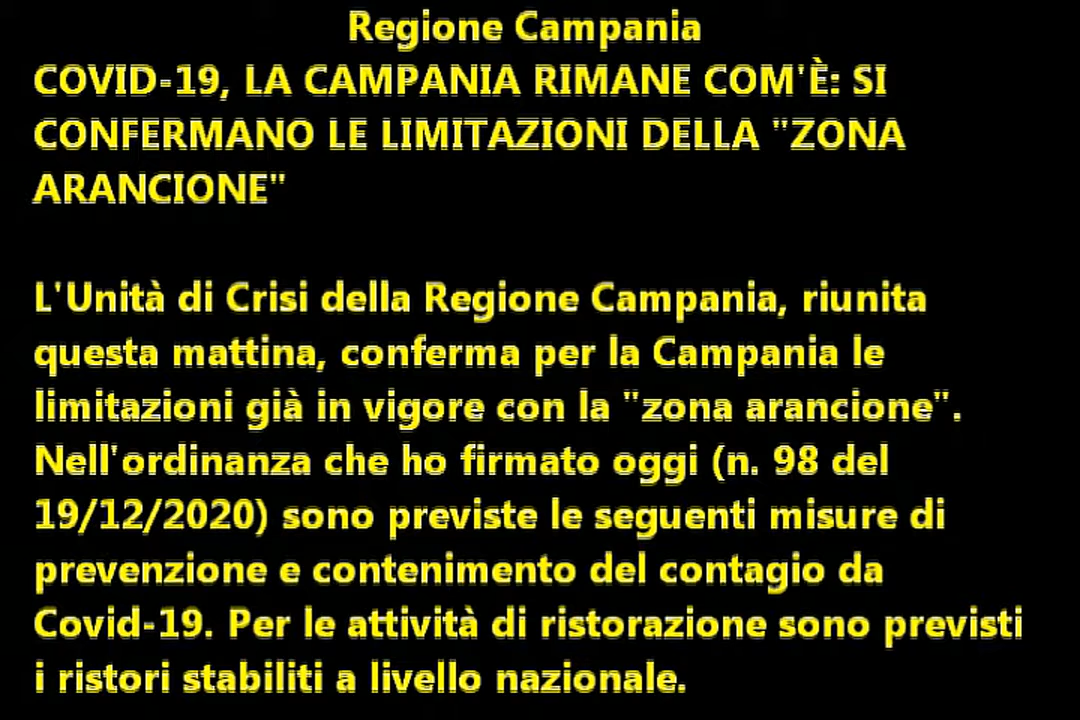 Regione Campania
COVID-19, LA CAMPANIA RIMANE COM'È: SI
CONFERMANO LE LIMITAZIONI DELLA "ZONA
ARANCIONE"
L'Unità di Crisi della Regione Campania, riunita
questa mattina, conferma per la Campania le
limitazioni già in vigore con la "zona arancione".
Nell'ordinanza che ho firmato oggi (n. 98 del
19/12/2020) sono previste le seguenti misure di
prevenzione e contenimento del contagio da
Covid-19. Per le attività di ristorazione sono previsti
i ristori stabiliti a livello nazionale.